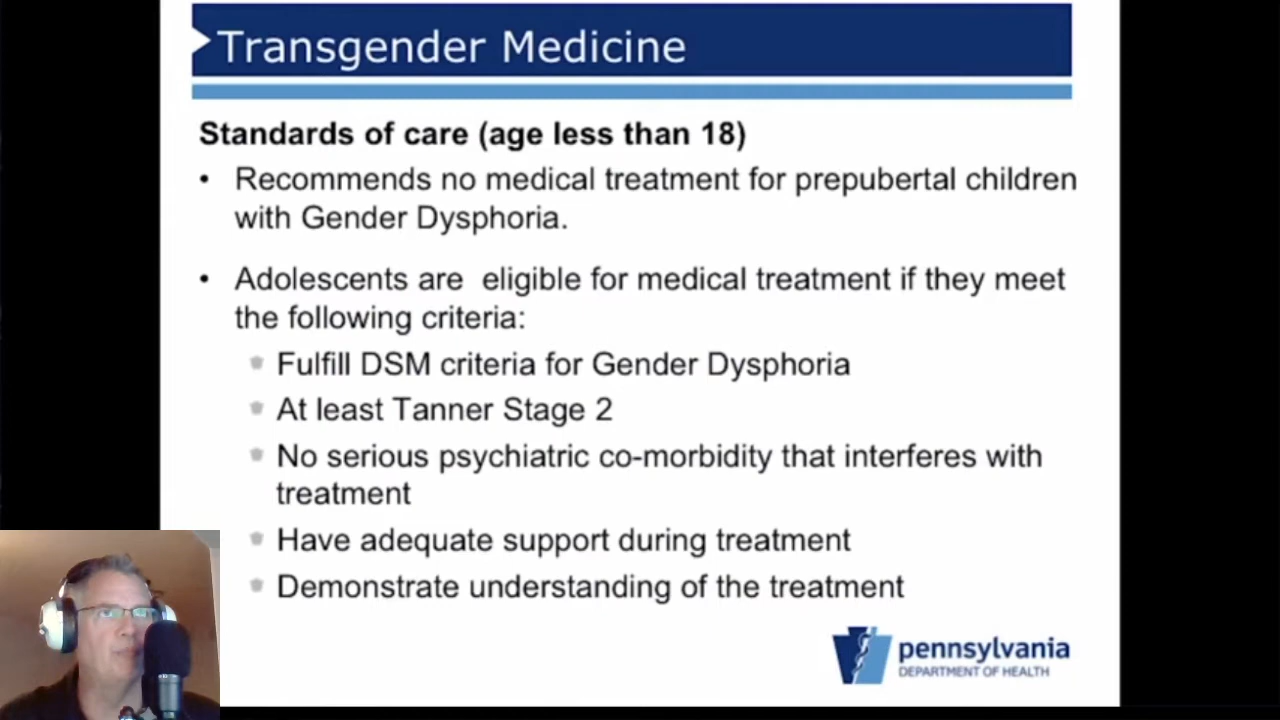 Transgender Medicine
Standards of care (age less than 18)
• Recommends no medical treatment for prepubertal children
with Gender Dysphoria.
• Adolescents are  eligible for medical treatment if they meet
the following criteria:
Fulfill DSM criteria for Gender Dysphoria
At least Tanner Stage 2
No serious psychiatric co-morbidity that interferes with
treatment
Have adequate support during treatment
Demonstrate understanding of the treatment
pennsylvania
DEPARTMENT OF HEALTH